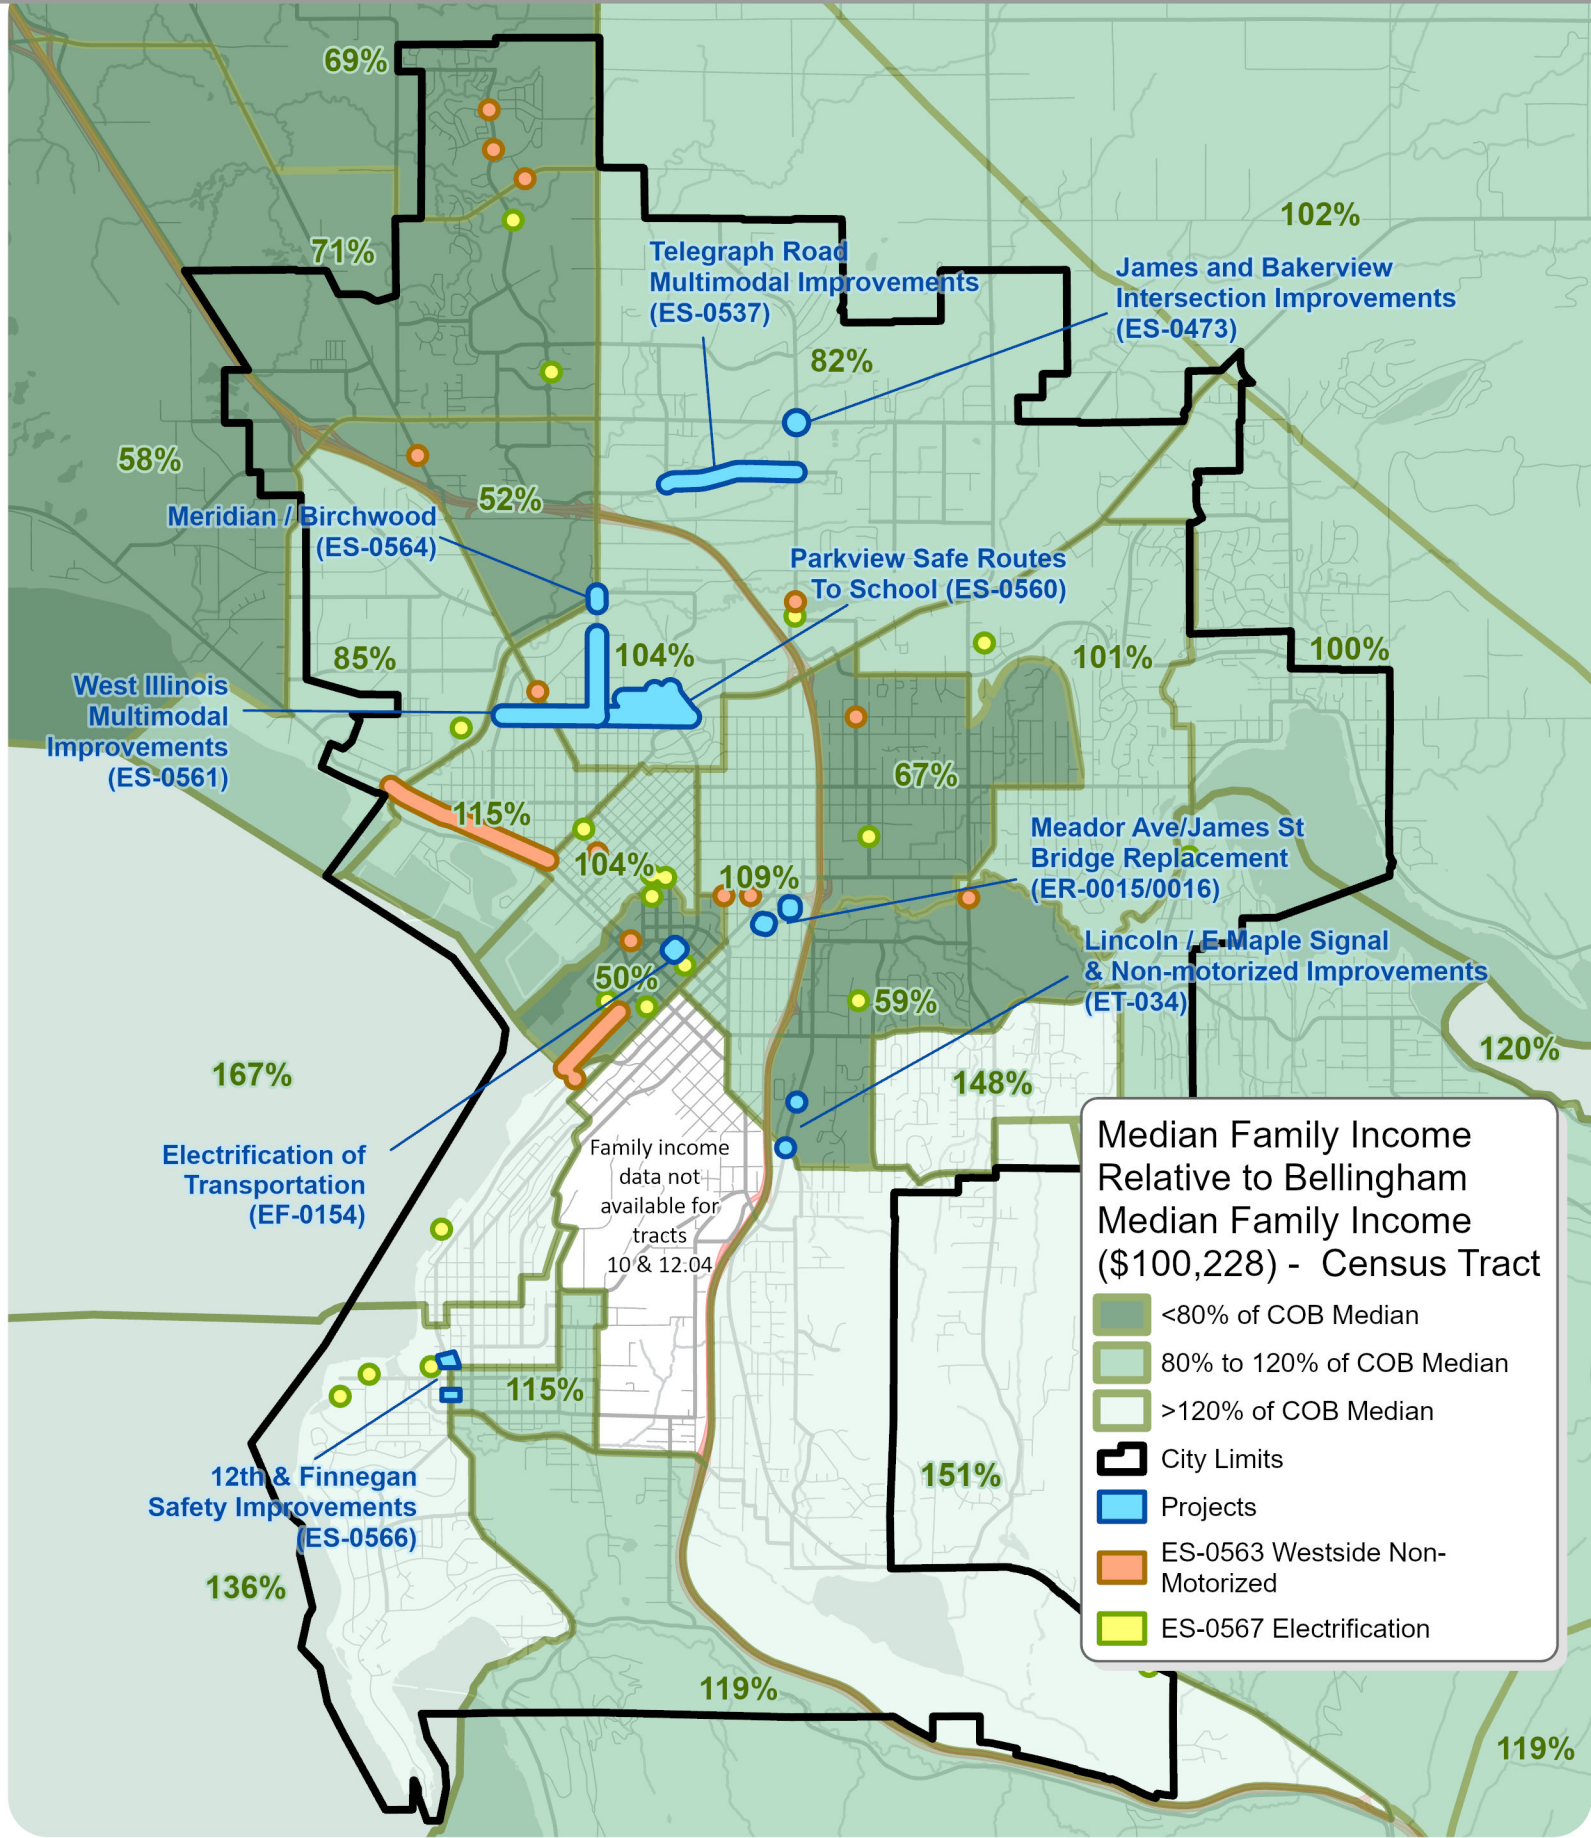 69%
102%
71%
Telegraph Road
Multimodal Improvements
(ES-0537)
James and Bakerview
Intersection Improvements
(ES-0473)
82%
58%
52%
Meridian / Birchwood
(ES-0564)
Parkview Safe Routes
To School (ES-0560)
85%
104%
101%
100%
West Illinois
Multimodal
Improvements
(ES-0561)
67%
115%
104%
109%
Meador Ave/James St
Bridge Replacement
(ER-0015/0016)
Lincoln / E Maple Signal
& Non-motorized Improvements
(ET-034)
50%
59%
167%
148%
120%
Electrification of
Transportation
(EF-0154)
Family income
data not
available for
tracts
10 & 12.04
115%
12th & Finnegan
Safety Improvements
(ES-0566)
151%
136%
119%
119%
Median Family Income
Relative to Bellingham
Median Family Income
($100,228) - Census Tract
<80% of COB Median
80% to 120% of COB Median
>120% of COB Median
City Limits
Projects
ES-0563 Westside Non-
Motorized
ES-0567 Electrification